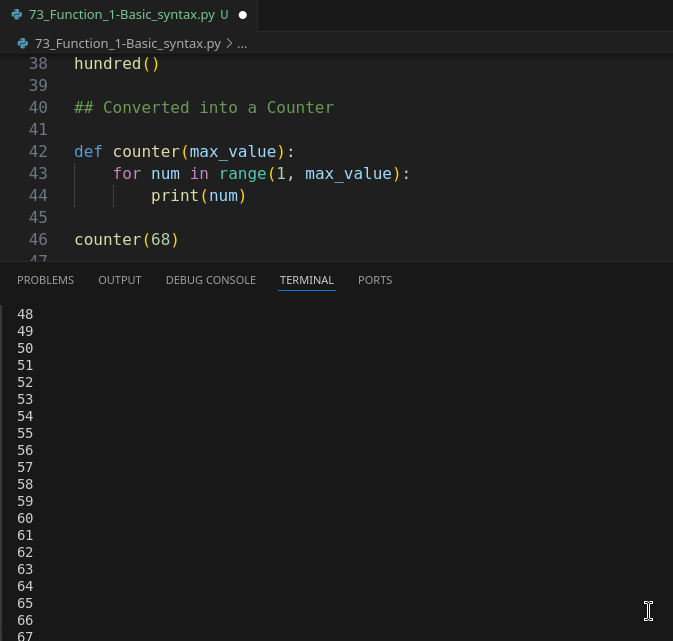 73_Function_1-Basic_syntax.py U
73_Function_1-Basic_syntax.py > ...
38 hundred()
39
40 ## Converted into a Counter
41
42 def counter(max_value):
43     for num in range(1, max_value):
44         print(num)
45
46 counter(68)
47
PROBLEMS OUTPUT DEBUG CONSOLE TERMINAL PORTS
48
49
50
51
52
53
54
55
56
57
58
59
60
61
62
63
64
65
66
67